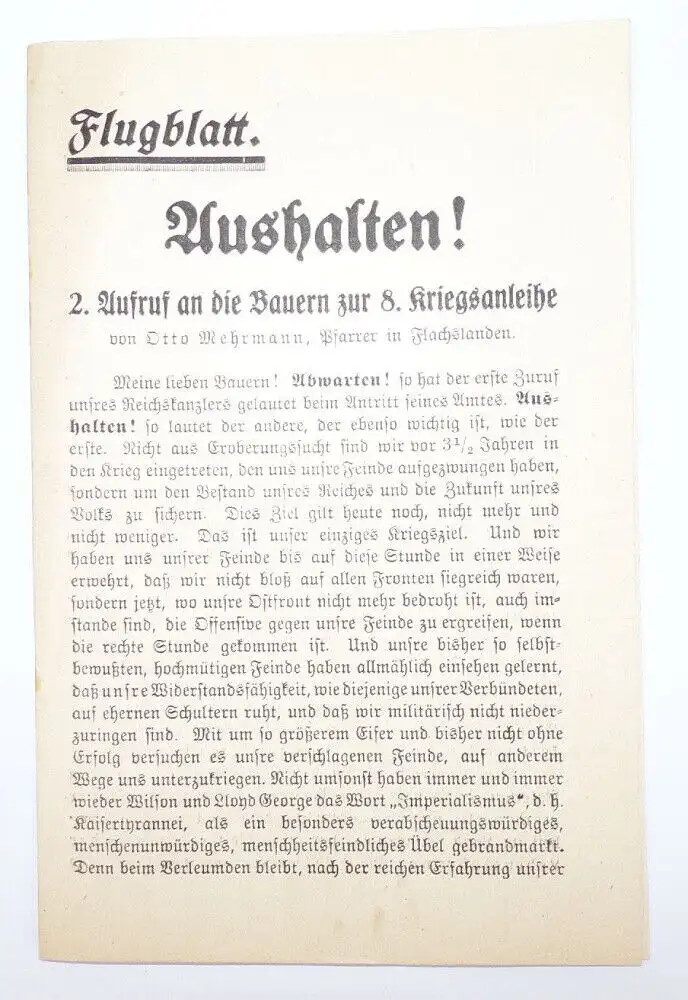 Flugblatt.
Aushalten!
2. Aufruf an die Bauern zur 8. Kriegsanleihe
von Otto Mehrmann, Pfarrer in Flachslanden.
Meine lieben Bauern! Abwarten! so hat der erste Zuruf
unsres Reichskanzlers gelautet beim Antritt seines Amtes. Aus-
halten! so lautet der andere, der ebenso wichtig ist, wie der
erste. Nicht aus Eroberungssucht sind wir vor 3½ Jahren in
den Krieg eingetreten, den uns unsre Feinde aufgezwungen haben,
sondern um den Bestand unsres Reiches und die Zukunft unsres
Volks zu sichern. Dies Ziel gilt heute noch, nicht mehr und
nicht weniger. Das ist unser einziges Kriegsziel. Und wir
haben uns unsrer Feinde bis auf diese Stunde in einer Weise
erwehrt, daß wir nicht bloß auf allen Fronten siegreich waren,
sondern jetzt, wo unsre Ostfront nicht mehr bedroht ist, auch im-
stande sind, die Offensive gegen unsre Feinde zu ergreifen, wenn
die rechte Stunde gekommen ist. Und unsre bisher so selbst-
bewußten, hochmütigen Feinde haben allmählich einsehen gelernt,
daß unsre Widerstandsfähigkeit, wie diejenige unsrer Verbündeten,
auf ehernen Schultern ruht, und daß wir militärisch nicht nieder-
zuringen sind. Mit um so größerem Eifer und bisher nicht ohne
Erfolg versuchen es unsre verschlagenen Feinde, auf anderem
Wege uns unterzukriegen. Nicht umsonst haben immer und immer
wieder Wilson und Lloyd George das Wort „Imperialismus“, d. h.
Kaisertyrannei, als ein besonders verabscheuungswürdiges,
menschenunwürdiges, menschheitsfeindliches Übel gebrandmarkt.
Denn beim Verleumden bleibt, nach der reichen Erfahrung unsrer